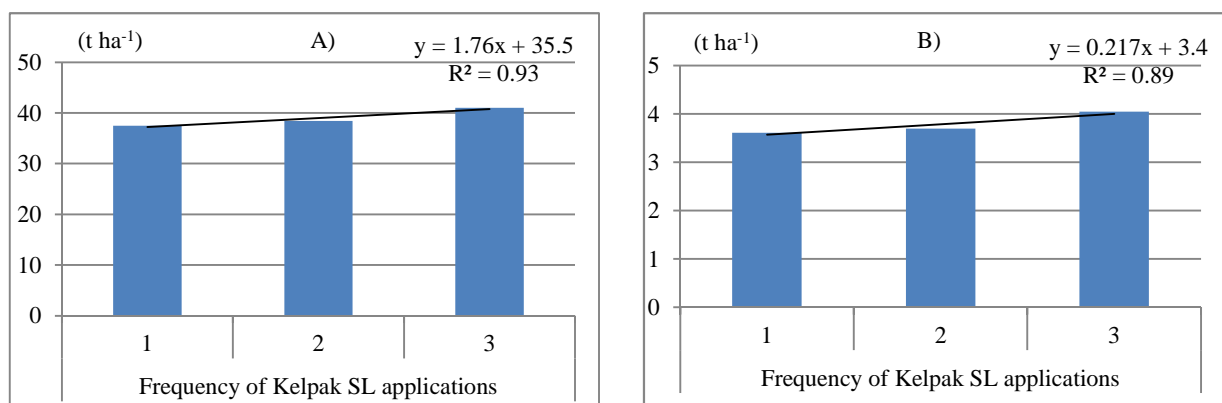 (t ha-1) A) y = 1.76x + 35.5
R² = 0.93
50
40
30
20
10
0
1 2 3
Frequency of Kelpak SL applications
(t ha-1) B) y = 0.217x + 3.4
R² = 0.89
5
4
3
2
1
0
1 2 3
Frequency of Kelpak SL applications